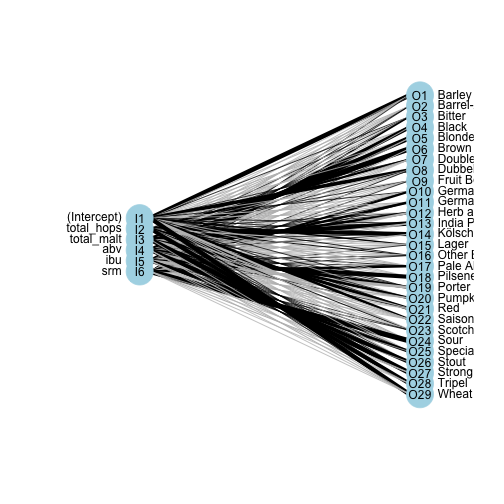 (Intercept) I1
total_hops I2
total_malt I3
abv I4
ibu I5
srm I6
O1 Barley
O2 Barrel-
O3 Bitter
O4 Black
O5 Blonde
O6 Brown
O7 Double
O8 Dubbel
O9 Fruit B
O10 Germa
O11 Germa
O12 Herb a
O13 India P
O14 Kölsch
O15 Lager
O16 Other B
O17 Pale A
O18 Pilsene
O19 Porter
O20 Pumpk
O21 Red
O22 Saison
O23 Scotch
O24 Sour
O25 Specia
O26 Stout
O27 Strong
O28 Tripel
O29 Wheat